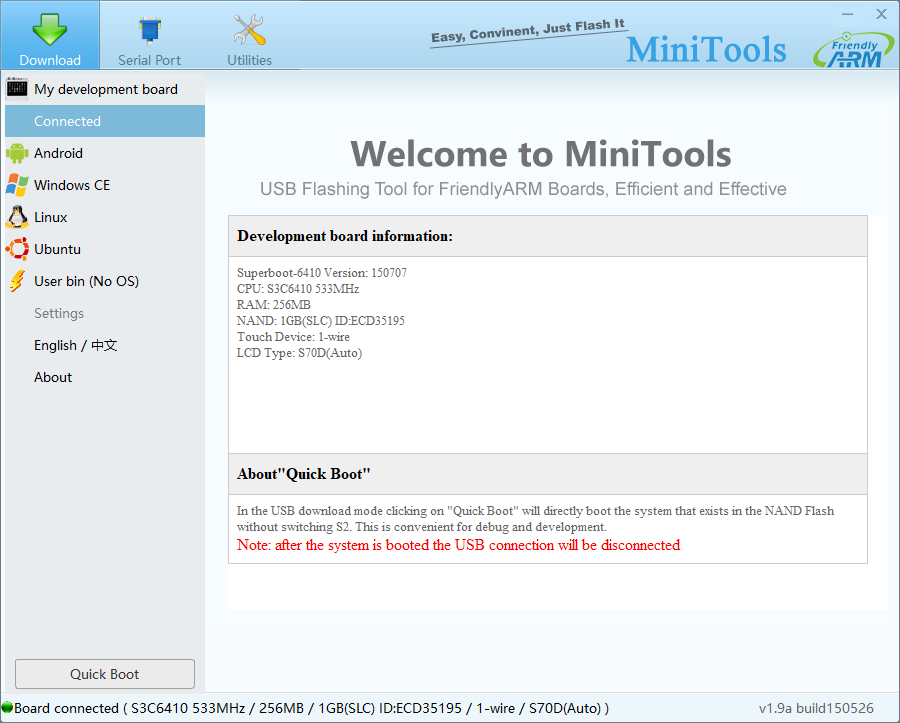 Download
Serial Port
Utilities
Easy, Convinent, Just Flash It
MiniTools
Friendly
ARM
My development board
Connected
Android
Windows CE
Linux
Ubuntu
User bin (No OS)
Settings
English / 中文
About
Quick Boot
Welcome to MiniTools
USB Flashing Tool for FriendlyARM Boards, Efficient and Effective
Development board information:
Superboot-6410 Version: 150707
CPU: S3C6410 533MHz
RAM: 256MB
NAND: 1GB(SLC) ID:ECD35195
Touch Device: 1-wire
LCD Type: S70D(Auto)
About"Quick Boot"
In the USB download mode clicking on "Quick Boot" will directly boot the system that exists in the NAND Flash
without switching S2. This is convenient for debug and development.
Note: after the system is booted the USB connection will be disconnected
Board connected ( S3C6410 533MHz / 256MB / 1GB(SLC) ID:ECD35195 / 1-wire / S70D(Auto) )
v1.9a build150526